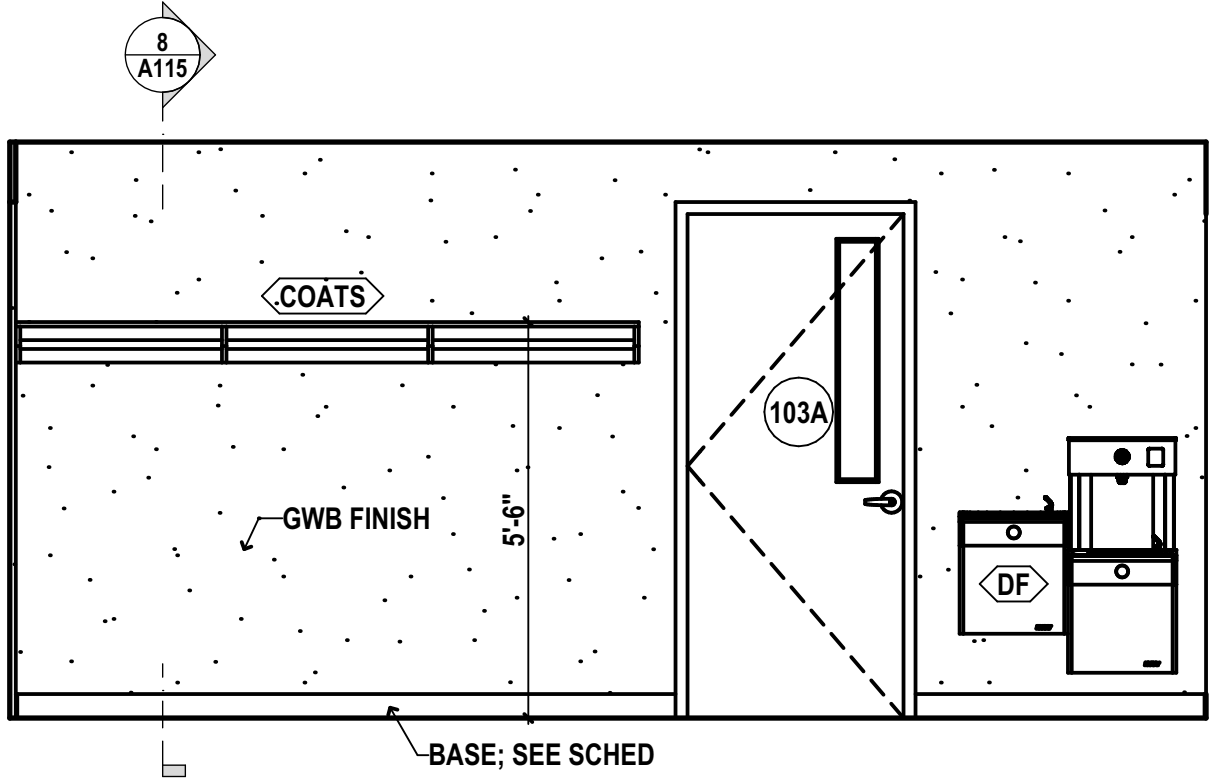 8
A115
COATS
103A
5'-6"
GWB FINISH
DF
BASE; SEE SCHED